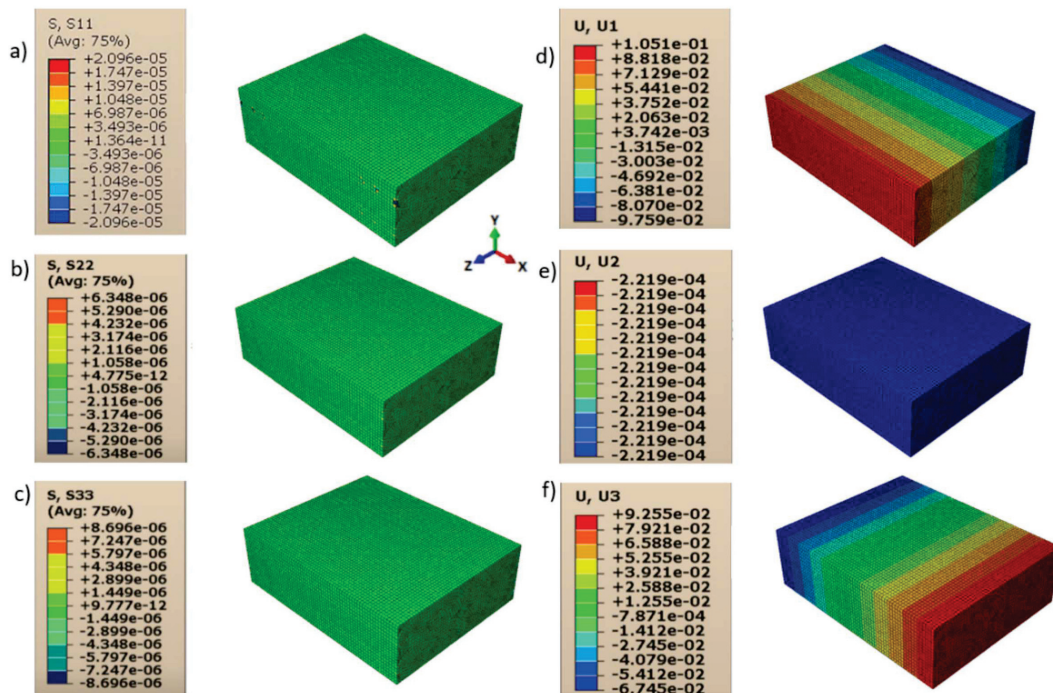 a)
S, S11
(Avg: 75%)
+2.096e-05
+1.747e-05
+1.397e-05
+1.048e-05
+6.987e-06
+3.493e-06
+1.364e-11
-3.493e-06
-6.987e-06
-1.048e-05
-1.397e-05
-1.747e-05
-2.096e-05
b)
S, S22
(Avg: 75%)
+6.348e-06
+5.290e-06
+4.232e-06
+3.174e-06
+2.116e-06
+1.058e-06
+4.775e-12
-1.058e-06
-2.116e-06
-3.174e-06
-4.232e-06
-5.290e-06
-6.348e-06
c)
S, S33
(Avg: 75%)
+8.696e-06
+7.247e-06
+5.797e-06
+4.348e-06
+2.899e-06
+1.449e-06
+9.777e-12
-1.449e-06
-2.899e-06
-4.348e-06
-5.797e-06
-7.247e-06
-8.696e-06
Y
Z
X
d)
U, U1
+1.051e-01
+8.818e-02
+7.129e-02
+5.441e-02
+3.752e-02
+2.063e-02
+3.742e-03
-1.315e-02
-3.003e-02
-4.692e-02
-6.381e-02
-8.070e-02
-9.759e-02
e)
U, U2
-2.219e-04
-2.219e-04
-2.219e-04
-2.219e-04
-2.219e-04
-2.219e-04
-2.219e-04
-2.219e-04
-2.219e-04
-2.219e-04
-2.219e-04
-2.219e-04
-2.219e-04
f)
U, U3
+9.255e-02
+7.921e-02
+6.588e-02
+5.255e-02
+3.921e-02
+2.588e-02
+1.255e-02
-7.871e-04
-1.412e-02
-2.745e-02
-4.079e-02
-5.412e-02
-6.745e-02